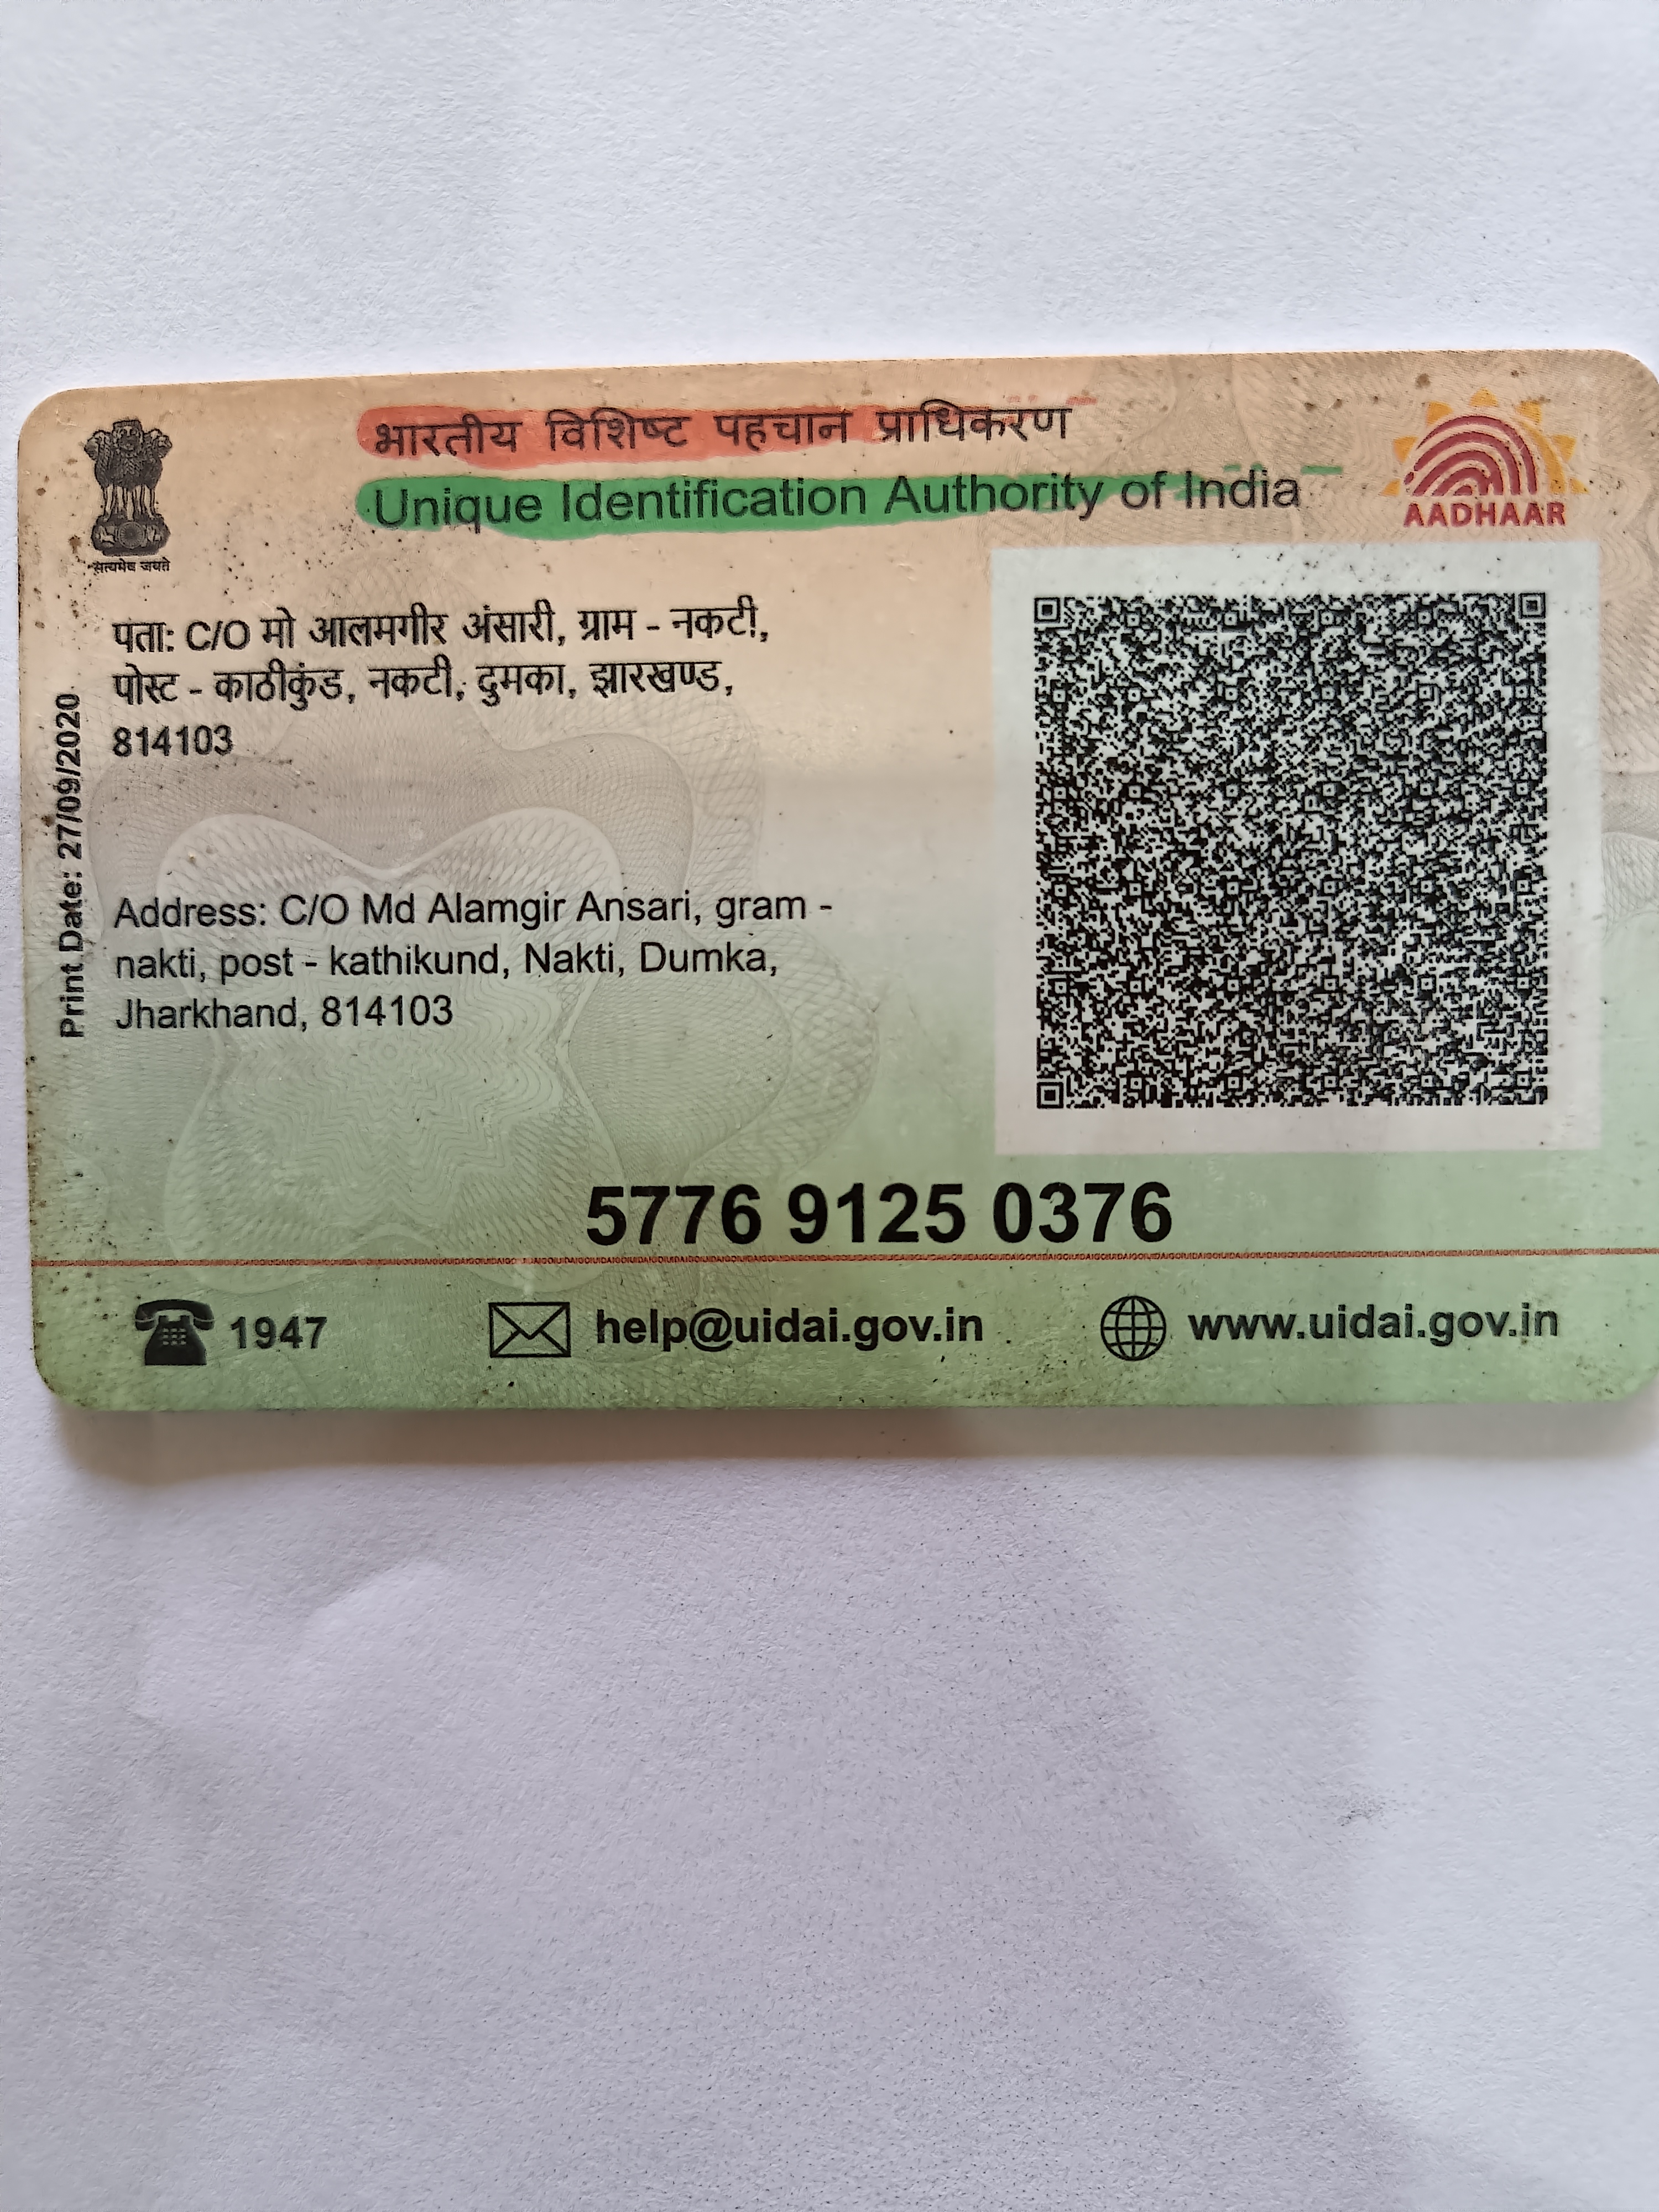 भारतीय विशिष्ट पहचान प्राधिकरण
Unique Identification Authority of India
AADHAAR
सत्यमेव जयते
पता: C/O मो आलमगीर अंसारी, ग्राम - नकटी,
पोस्ट - काठीकुंड, नकटी, दुमका, झारखण्ड,
814103
Print Date: 27/09/2020
Address: C/O Md Alamgir Ansari, gram -
nakti, post - kathikund, Nakti, Dumka,
Jharkhand, 814103
5776 9125 0376
1947
help@uidai.gov.in
www.uidai.gov.in